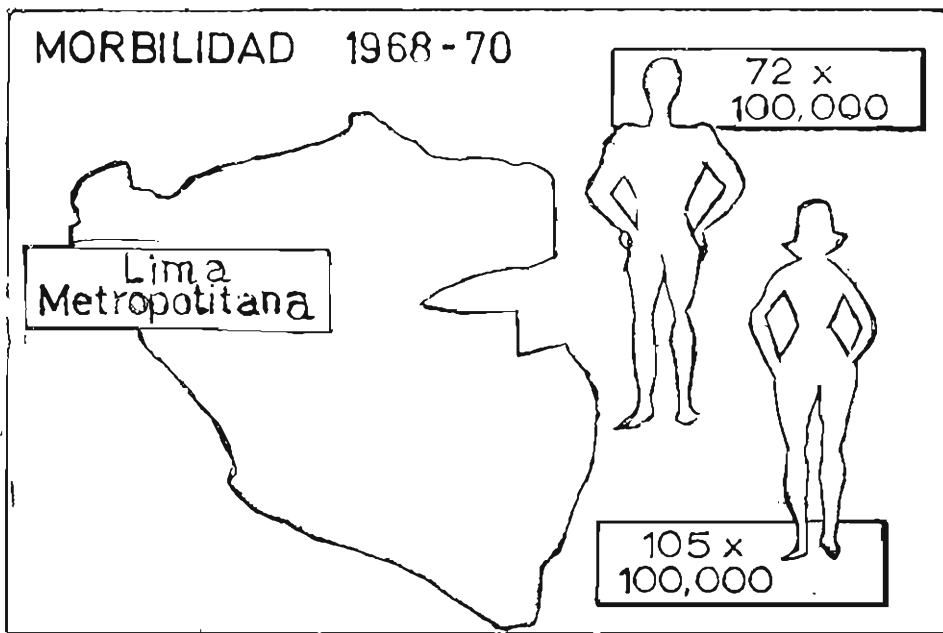 MORBILIDAD 1968-70
72 x
100,000
Lima
Metropotitana
105 x
100,000